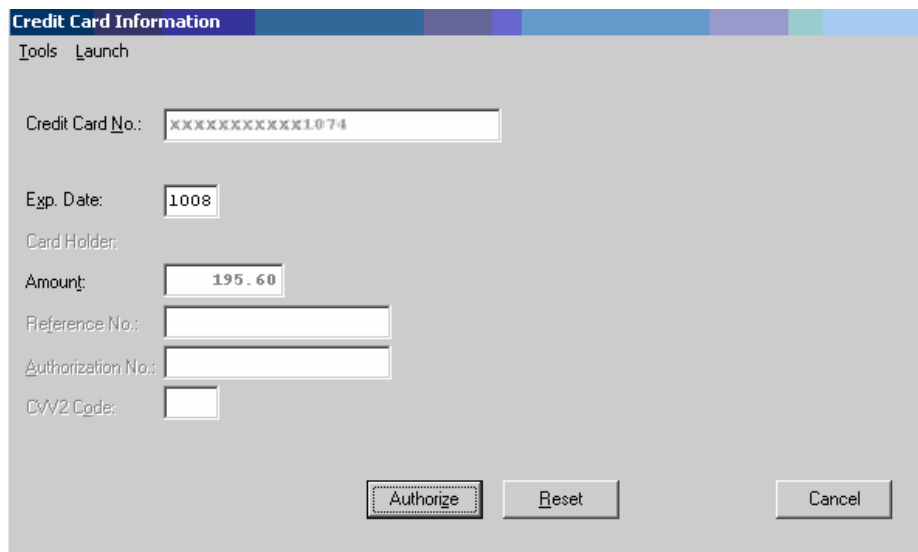 Credit Card Information
Tools Launch
Credit Card No.: xxxxxxxxxxx1074
Exp. Date: 1008
Card Holder:
Amount: 195.60
Reference No.:
Authorization No.:
CVV2 Code:
Authorize Reset Cancel